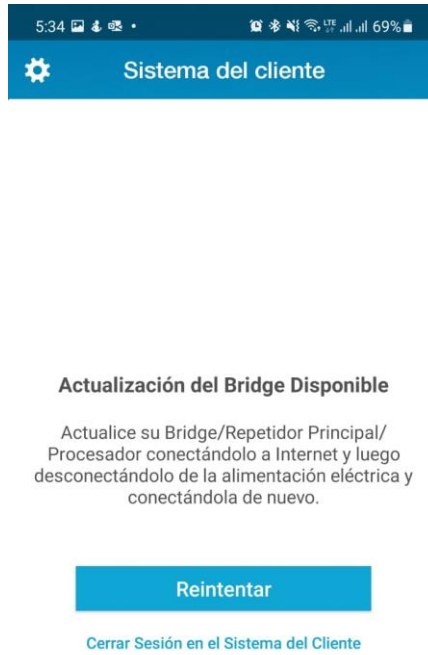 5:34 LTE 69%
Sistema del cliente
Actualización del Bridge Disponible
Actualice su Bridge/Repetidor Principal/
Procesador conectándolo a Internet y luego
desconectándolo de la alimentación eléctrica y
conectándola de nuevo.
Reintentar
Cerrar Sesión en el Sistema del Cliente